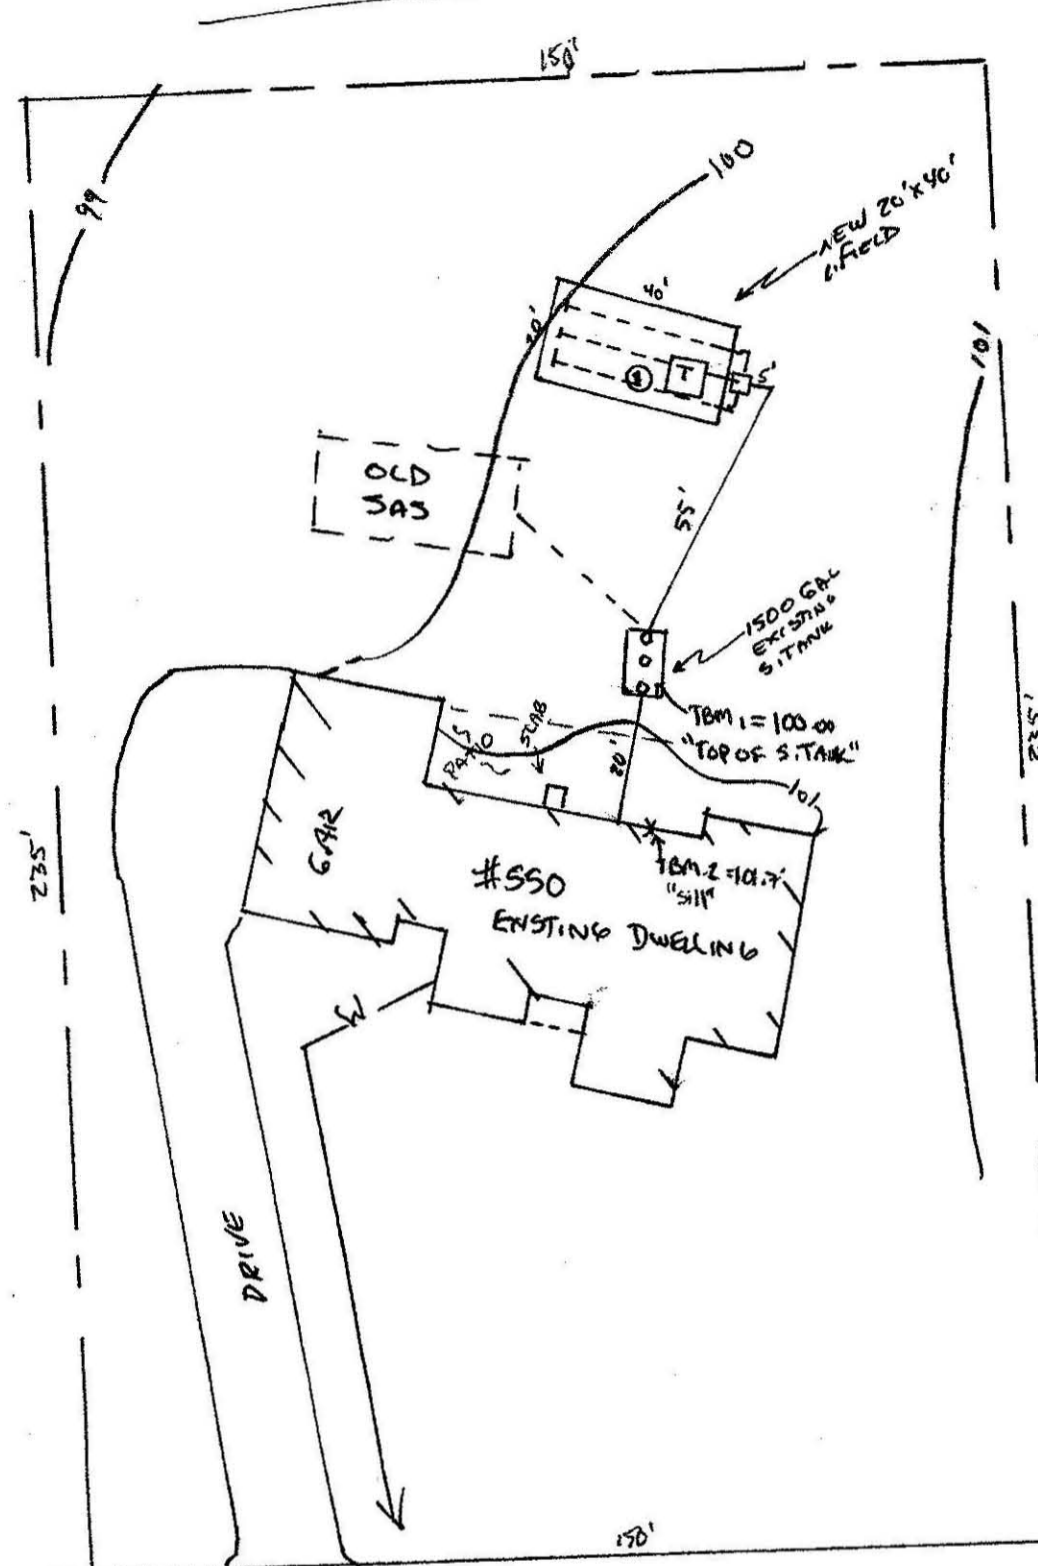 150'
99
100
NEW 20'x40'
L.FIELD
40'
20'
T
5'
101
OLD
SAS
55'
1500 GAL
EXISTING
S.TANK
TBM 1 = 100.00
"TOP OF S.TANK"
PATIO
SLAB
20'
101
GAR
TBM.2 = 101.7'
"sill"
#550
EXISTING DWELLING
235'
235'
W
DRIVE
150'